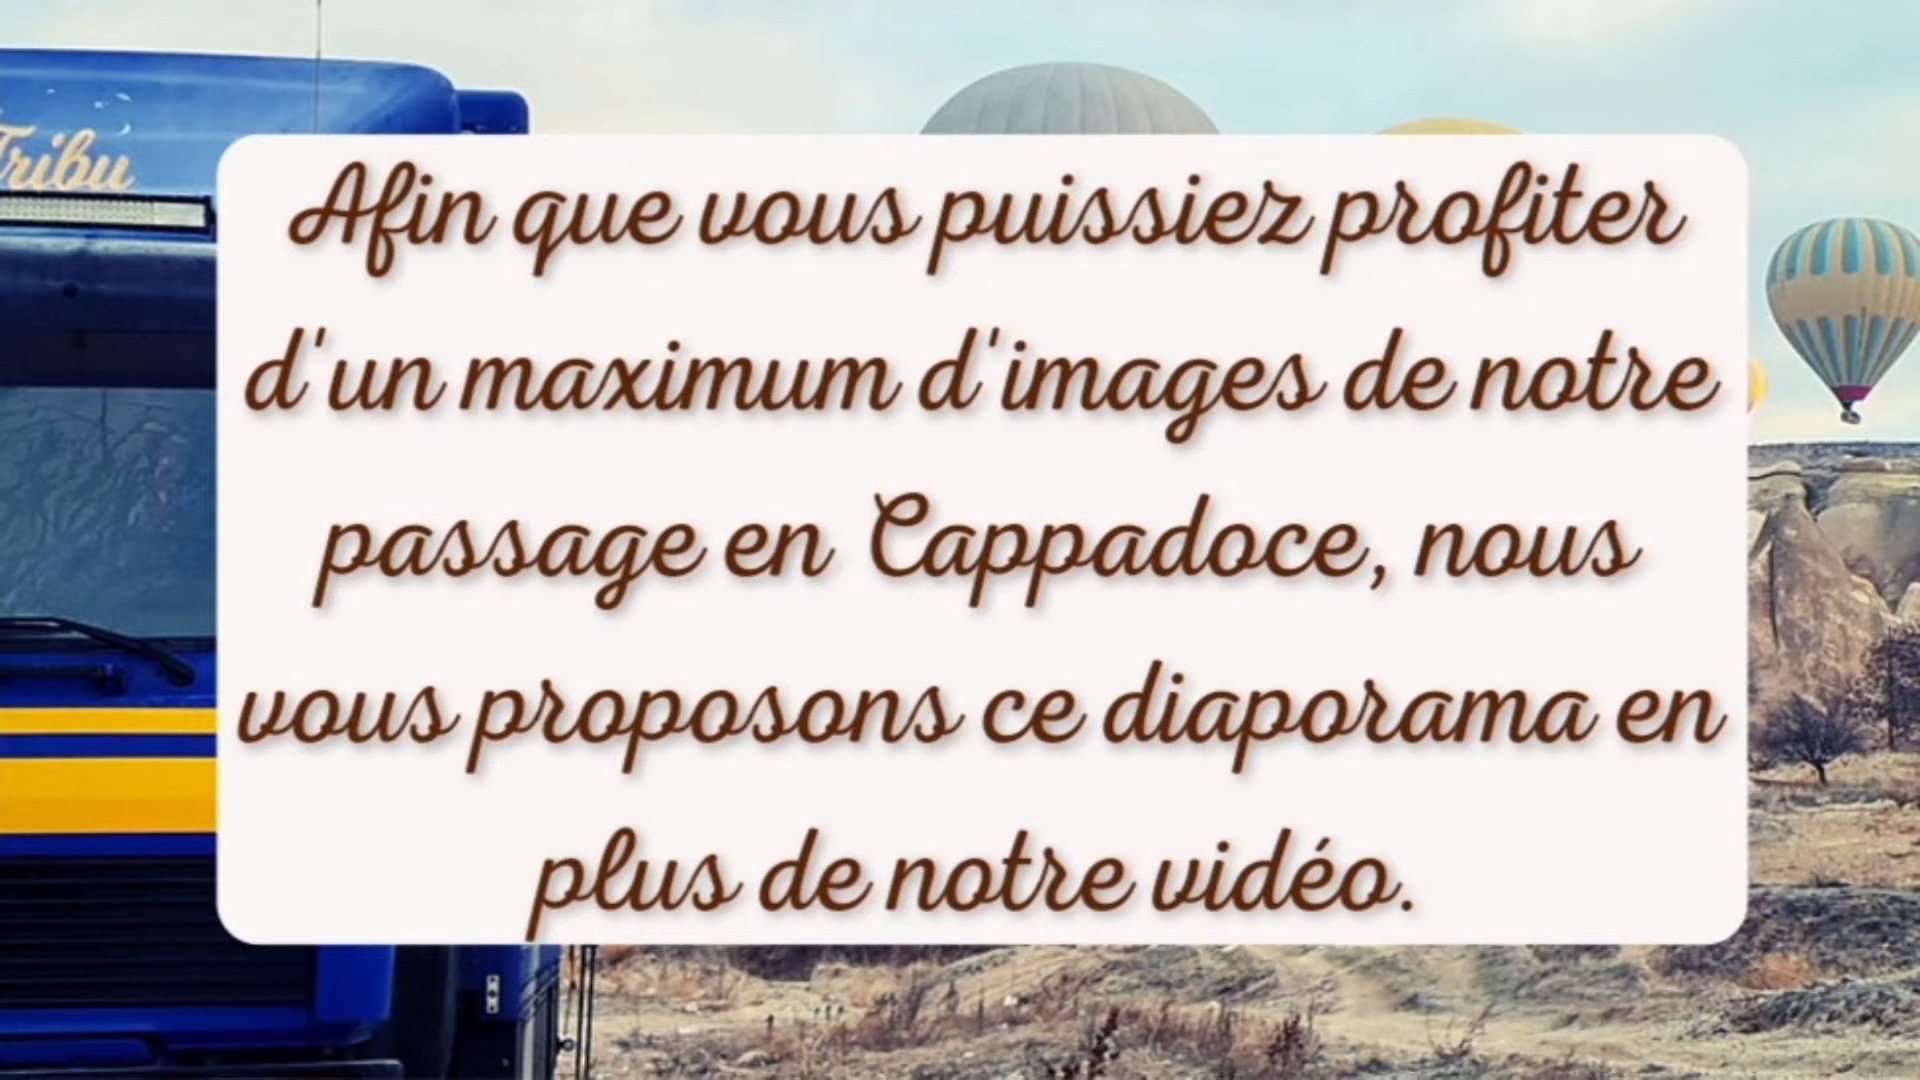 Tribu
Afin que vous puissiez profiter
d'un maximum d'images de notre
passage en Cappadoce, nous
vous proposons ce diaporama en
plus de notre vidéo.